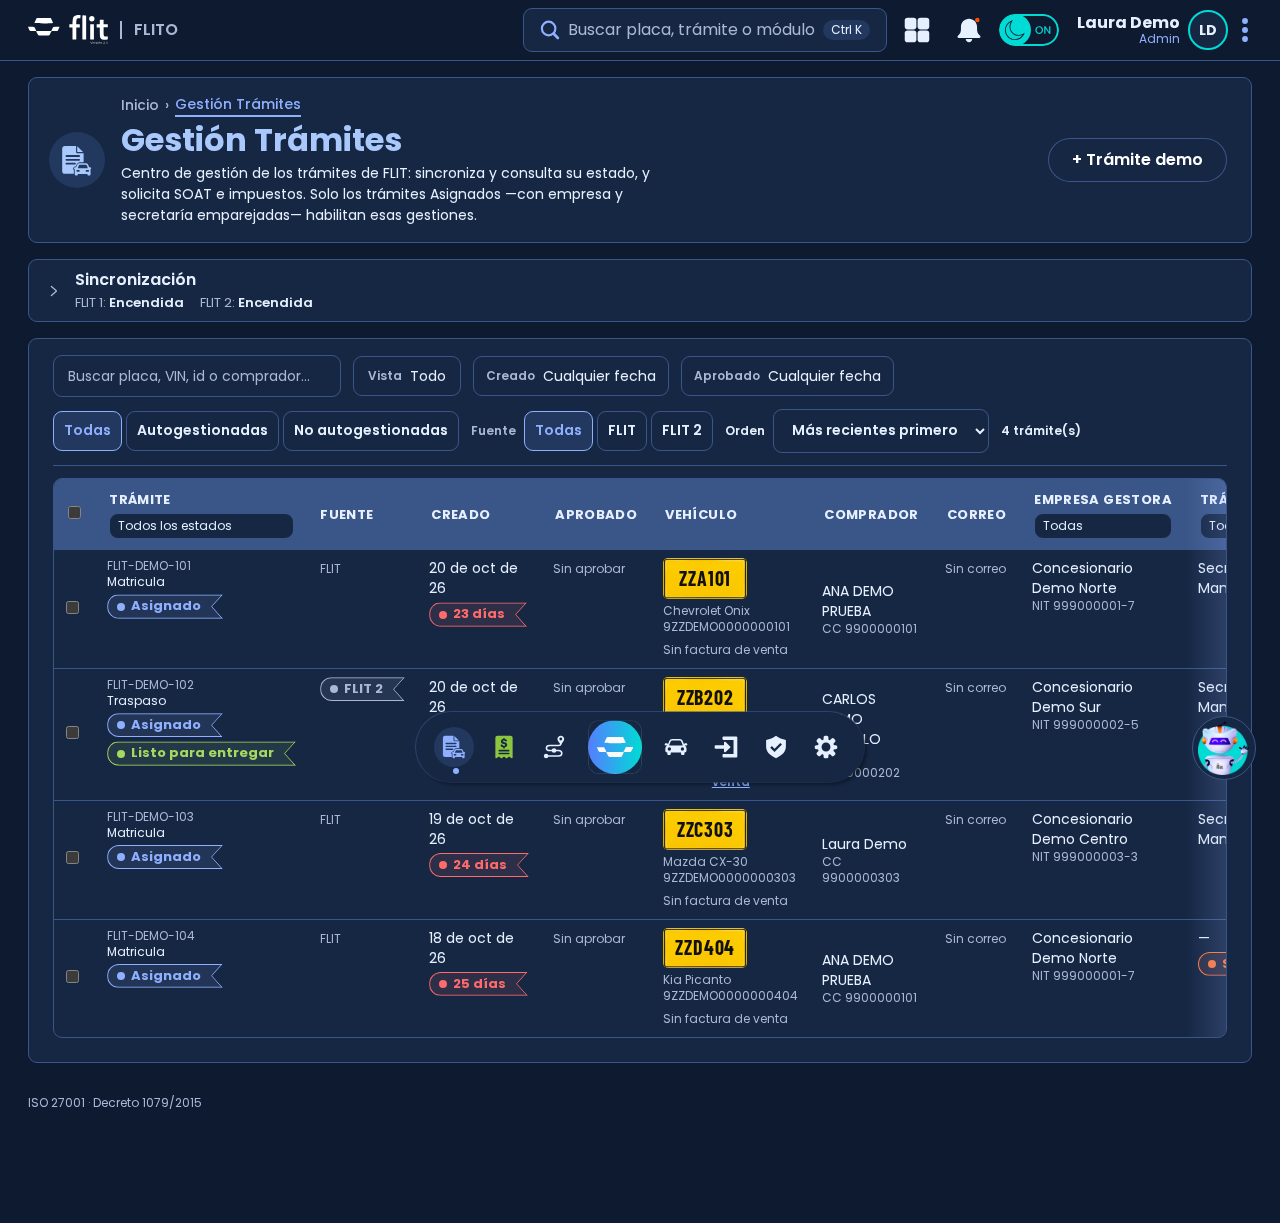 flit | FLITO
Buscar placa, trámite o módulo Ctrl K
ON
Laura Demo
Admin
LD
Inicio › Gestión Trámites
Gestión Trámites
Centro de gestión de los trámites de FLIT: sincroniza y consulta su estado, y
solicita SOAT e impuestos. Solo los trámites Asignados —con empresa y
secretaría emparejadas— habilitan esas gestiones.
+ Trámite demo
Sincronización
FLIT 1: Encendida FLIT 2: Encendida
Buscar placa, VIN, id o comprador...
Vista Todo
Creado Cualquier fecha
Aprobado Cualquier fecha
Todas Autogestionadas No autogestionadas Fuente Todas FLIT FLIT 2 Orden Más recientes primero 4 trámite(s)
TRÁMITE FUENTE CREADO APROBADO VEHÍCULO COMPRADOR CORREO EMPRESA GESTORA
Todos los estados Todas
FLIT-DEMO-101
Matricula
Asignado
FLIT
20 de oct de
26
23 días
Sin aprobar
ZZA101
Chevrolet Onix
9ZZDEMO0000000101
Sin factura de venta
ANA DEMO
PRUEBA
CC 9900000101
Sin correo
Concesionario
Demo Norte
NIT 999000001-7
FLIT-DEMO-102
Traspaso
Asignado
Listo para entregar
FLIT 2
20 de oct de
26
Sin aprobar
ZZB202
venta
CARLOS
Sin correo
Concesionario
Demo Sur
NIT 999000002-5
FLIT-DEMO-103
Matricula
Asignado
FLIT
19 de oct de
26
24 días
Sin aprobar
ZZC303
Mazda CX-30
9ZZDEMO0000000303
Sin factura de venta
Laura Demo
CC
9900000303
Sin correo
Concesionario
Demo Centro
NIT 999000003-3
FLIT-DEMO-104
Matricula
Asignado
FLIT
18 de oct de
26
25 días
Sin aprobar
ZZD404
Kia Picanto
9ZZDEMO0000000404
Sin factura de venta
ANA DEMO
PRUEBA
CC 9900000101
Sin correo
Concesionario
Demo Norte
NIT 999000001-7
—
ISO 27001 · Decreto 1079/2015